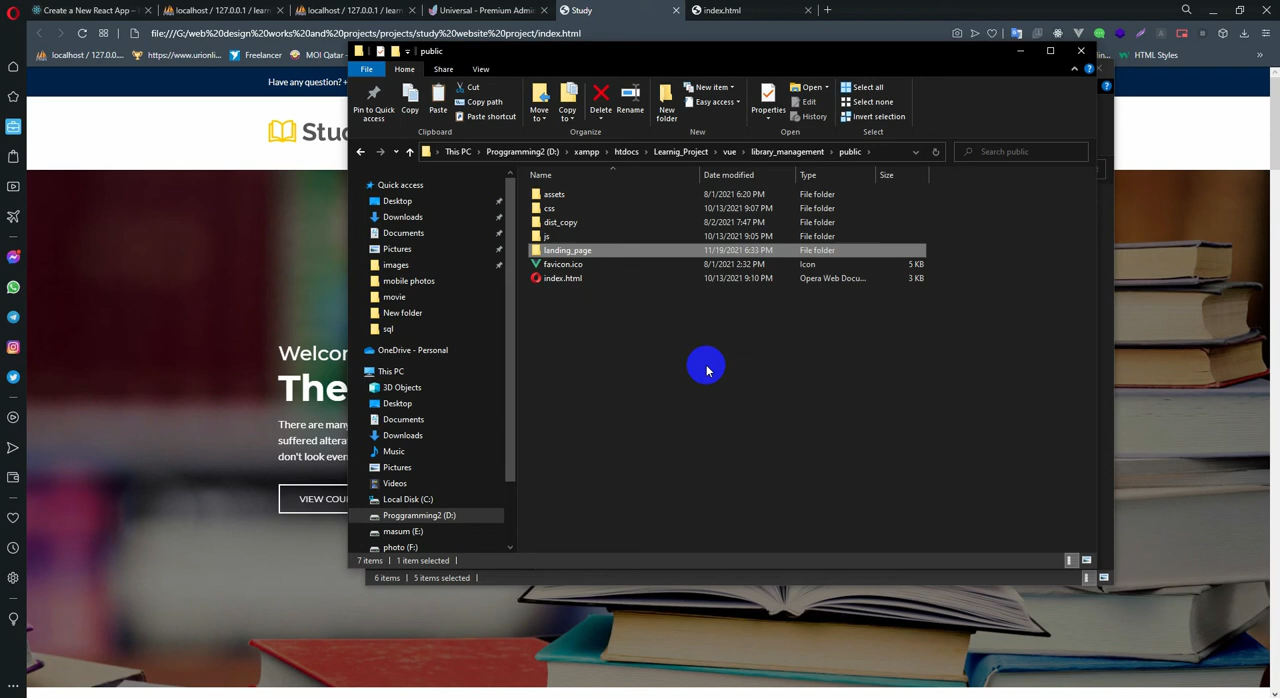 Create a New React App –
localhost / 127.0.0.1 / lear
localhost / 127.0.0.1 / lear
Universal - Premium Admi
Study
index.html
file:///G:/web%20design%20works%20and%20projects/projects/study%20website%20project/index.html
localhost / 127.0.0.1
https://www.urionli
Freelancer
MOI Qatar -
HTML Styles
Have any question? +
Stu
Welco
The
There are many
suffered altera
don't look even
VIEW COU
public
File
Home
Share
View
Pin to Quick access
Copy
Paste
Cut
Copy path
Paste shortcut
Clipboard
Move to
Copy to
Delete
Rename
Organize
New folder
New item
Easy access
New
Properties
Open
Edit
History
Open
Select all
Select none
Invert selection
Select
This PC > Proggramming2 (D:) > xampp > htdocs > Learnig_Project > vue > library_management > public >
Search public
Quick access
Desktop
Downloads
Documents
Pictures
images
mobile photos
movie
New folder
sql
OneDrive - Personal
This PC
3D Objects
Desktop
Documents
Downloads
Music
Pictures
Videos
Local Disk (C:)
Proggramming2 (D:)
masum (E:)
photo (F:)
Name Date modified Type Size
assets 8/1/2021 6:20 PM File folder
css 10/13/2021 9:07 PM File folder
dist_copy 8/2/2021 7:47 PM File folder
js 10/13/2021 9:05 PM File folder
landing_page 11/19/2021 6:33 PM File folder
favicon.ico 8/1/2021 2:32 PM Icon 5 KB
index.html 10/13/2021 9:10 PM Opera Web Docu... 3 KB
7 items 1 item selected
6 items 5 items selected